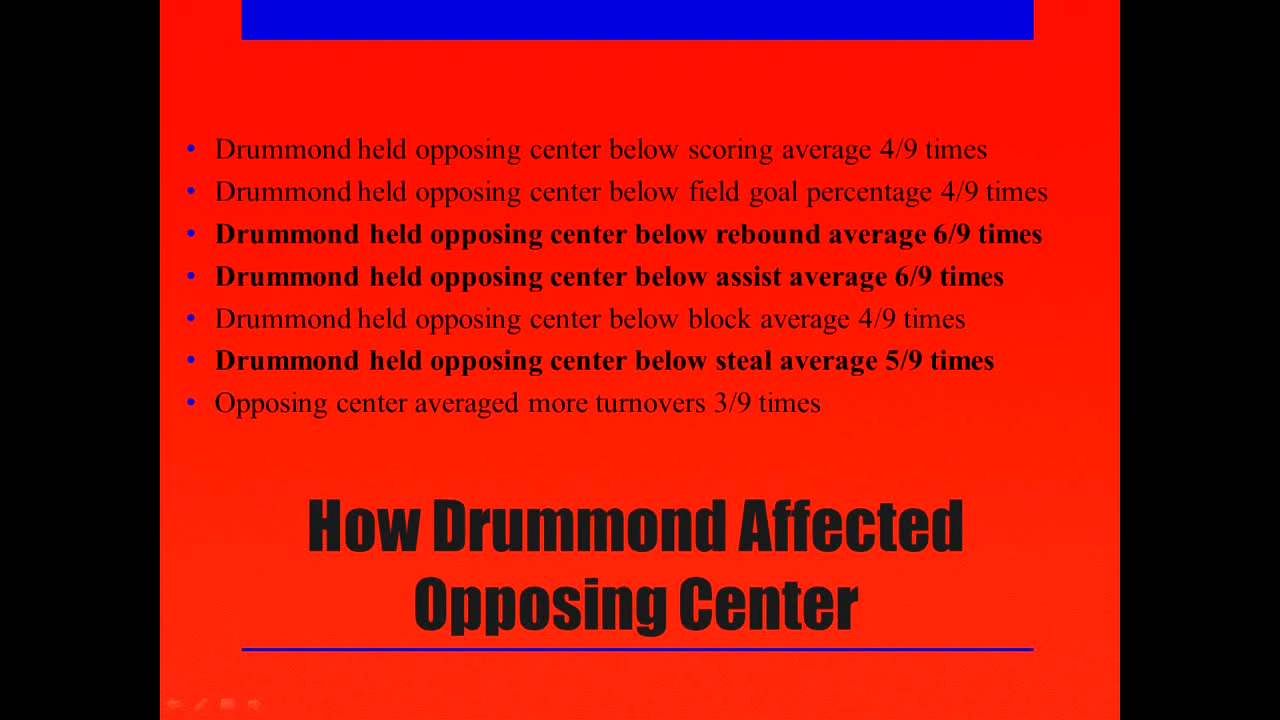 • Drummond held opposing center below scoring average 4/9 times
• Drummond held opposing center below field goal percentage 4/9 times
• Drummond held opposing center below rebound average 6/9 times
• Drummond held opposing center below assist average 6/9 times
• Drummond held opposing center below block average 4/9 times
• Drummond held opposing center below steal average 5/9 times
• Opposing center averaged more turnovers 3/9 times
How Drummond Affected
Opposing Center